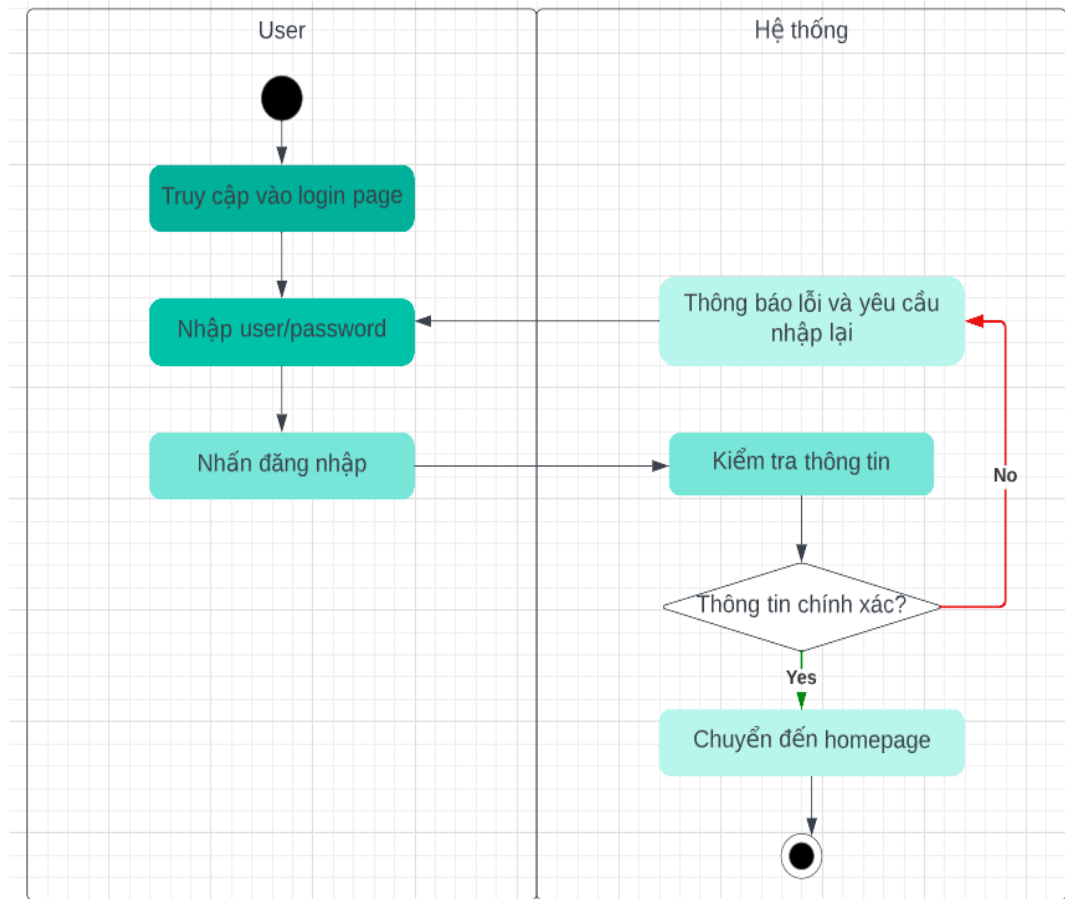 User
Hệ thống
Truy cập vào login page
Nhập user/password
Thông báo lỗi và yêu cầu
nhập lại
Nhấn đăng nhập
Kiểm tra thông tin
No
Thông tin chính xác?
Yes
Chuyển đến homepage